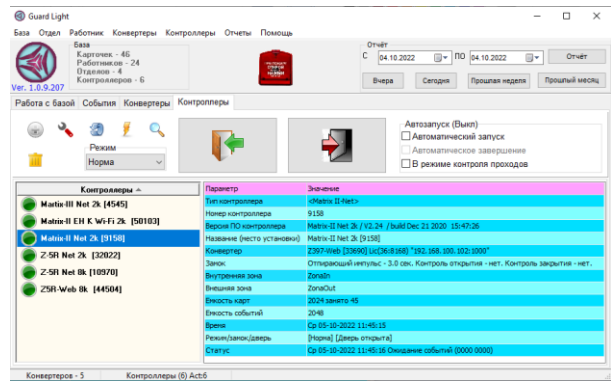 Guard Light
База Отдел Работник Конвертеры Контроллеры Отчеты Помощь
База
Карточек - 46
Работников - 24
Отделов - 4
Контроллеров - 6
Ver. 1.0.9.207
Отчёт
С 04.10.2022 ПО 04.10.2022 Отчёт
Вчера Сегодня Прошлая неделя Прошлый месяц
Работа с базой События Конвертеры Контроллеры
Режим
Норма
Автозапуск (Выкл)
Автоматический запуск
Автоматическое завершение
В режиме контроля проходов
Контроллеры
Martix-III Net 2k [4545]
Matrix-II EH K Wi-Fi 2k [50103]
Matrix-II Net 2k [9158]
Z-5R Net 2k [32022]
Z-5R Net 8k [10970]
Z5R-Web 8k [44504]
Параметр Значение
Тип контроллера <Matrix II-Net>
Номер контроллера 9158
Версия ПО контроллера Matrix-II Net 2k / V2.24 / build Dec 21 2020 15:47:26
Название (место установки) Matrix-II Net 2k [9158]
Конвертер Z397-Web [33690] Lic[36:8168] "192.168.100.102:1000"
Замок Отпирающий импульс - 3.0 сек. Контроль открытия - нет. Контроль закрытия - нет.
Внутренняя зона ZonaIn
Внешняя зона ZonaOut
Емкость карт 2024 занято 45
Емкость событий 2048
Время Ср 05-10-2022 11:45:15
Режим/замок/дверь [Норма] [Дверь открыта]
Статус Ср 05-10-2022 11:45:16 Ожидание событий (0000 0000)
Конвертеров - 5 Контроллеры (6) Act:6